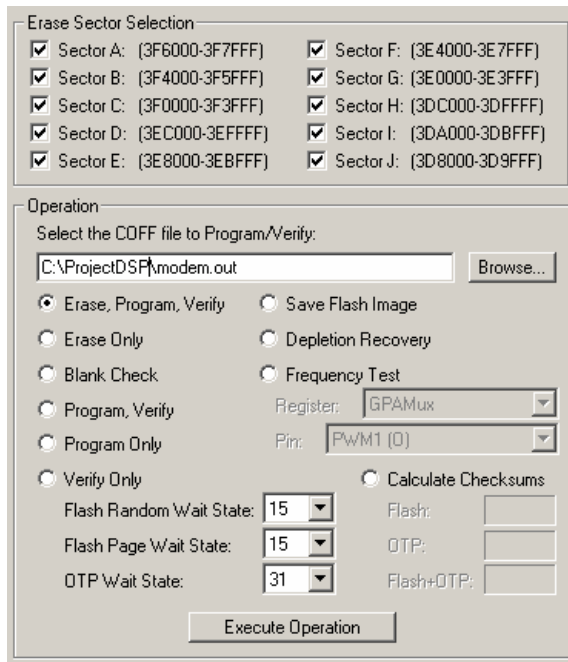 Erase Sector Selection
Sector A: (3F6000-3F7FFF)
Sector F: (3E4000-3E7FFF)
Sector B: (3F4000-3F5FFF)
Sector G: (3E0000-3E3FFF)
Sector C: (3F0000-3F3FFF)
Sector H: (3DC000-3DFFFF)
Sector D: (3EC000-3EFFFF)
Sector I: (3DA000-3DBFFF)
Sector E: (3E8000-3EBFFF)
Sector J: (3D8000-3D9FFF)
Operation
Select the COFF file to Program/Verify:
C:\ProjectDSP\modem.out
Browse...
Erase, Program, Verify
Save Flash Image
Erase Only
Depletion Recovery
Blank Check
Frequency Test
Program, Verify
Register: GPAMux
Program Only
Pin: PWM1 (0)
Verify Only
Calculate Checksums
Flash Random Wait State: 15
Flash:
Flash Page Wait State: 15
OTP:
OTP Wait State: 31
Flash+OTP:
Execute Operation